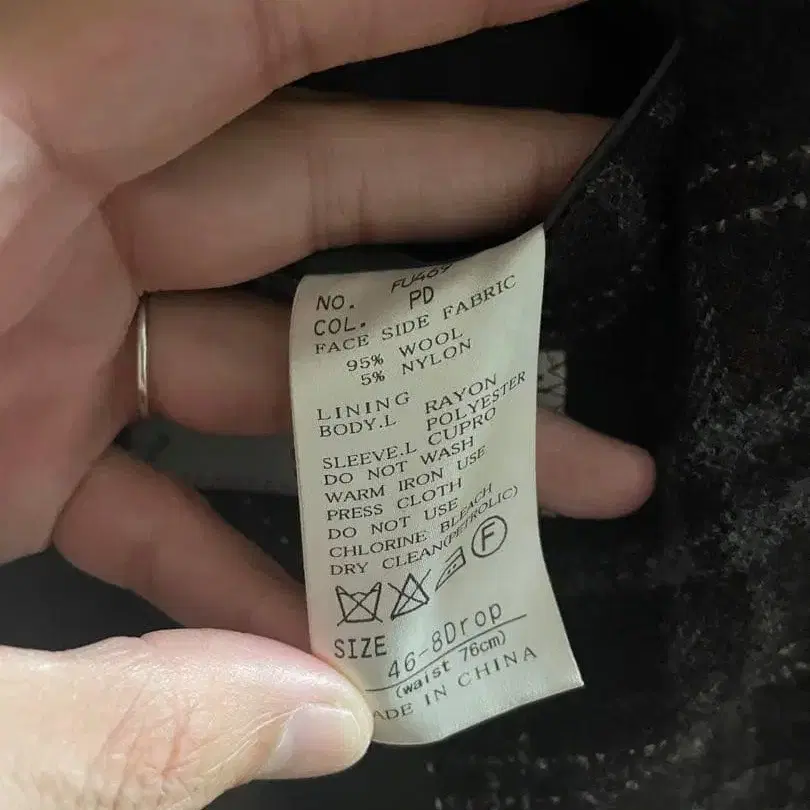 NO. FU469
COL. PD
FACE SIDE FABRIC
95% WOOL
5% NYLON
LINING
BODY.L RAYON
POLYESTER
SLEEVE.L CUPRO
DO NOT WASH
WARM IRON USE
PRESS CLOTH
DO NOT USE
CHLORINE BLEACH
DRY CLEAN(PETROLIC)
F
SIZE 46-8Drop
(waist 76cm)
ADE IN CHINA